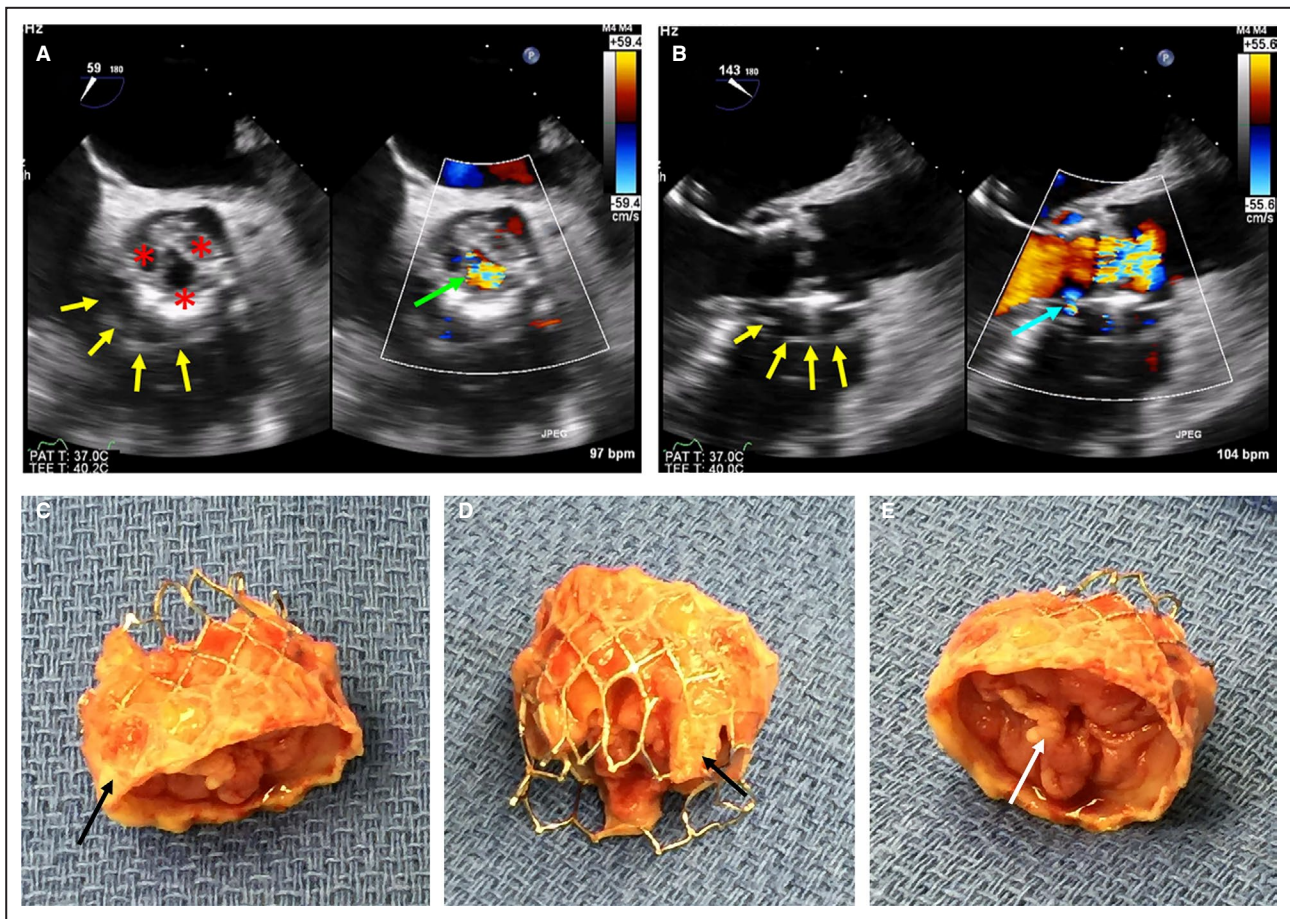 Hz
A
M4 M4
+59.4
P
59 180
h
-59.4
cm/s
* * *
JPEG
PAT T: 37.0C
TEE T: 40.2C
97 bpm
Hz
B
M4 M4
+55.6
P
143 180
-55.6
cm/s
JPEG
PAT T: 37.0C
TEE T: 40.0C
104 bpm
C
D
E